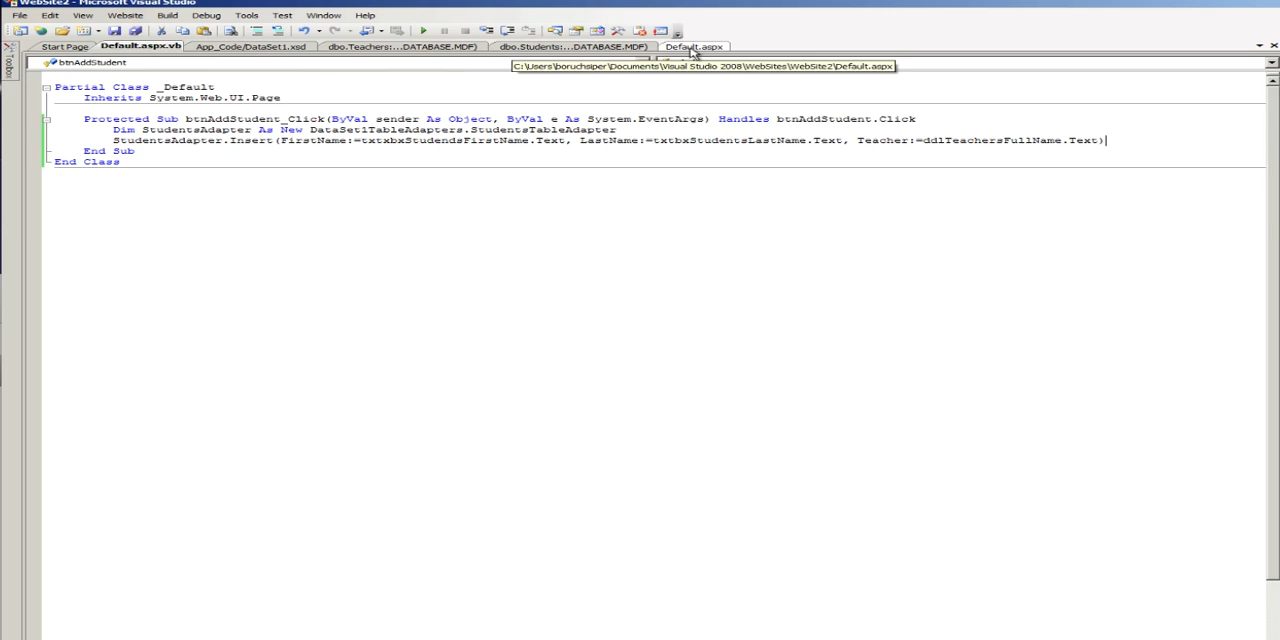 WebSite2 - Microsoft Visual Studio
File Edit View Website Build Debug Tools Test Window Help
Start Page Default.aspx.vb App_Code/DataSet1.xsd dbo.Teachers:...DATABASE.MDF) dbo.Students:...DATABASE.MDF) Default.aspx
Toolbox
btnAddStudent
C:\Users\boruchsiper\Documents\Visual Studio 2008\WebSites\WebSite2\Default.aspx
Partial Class _Default
Inherits System.Web.UI.Page
Protected Sub btnAddStudent_Click(ByVal sender As Object, ByVal e As System.EventArgs) Handles btnAddStudent.Click
Dim StudentsAdapter As New DataSet1TableAdapters.StudentsTableAdapter
StudentsAdapter.Insert(FirstName:=txtxbxStudendsFirstName.Text, LastName:=txtbxStudentsLastName.Text, Teacher:=ddlTeachersFullName.Text)
End Sub
End Class